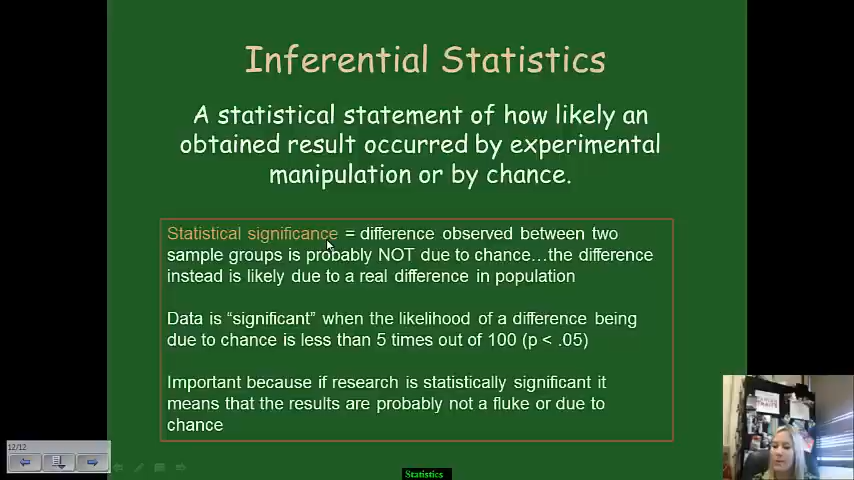 Inferential Statistics
A statistical statement of how likely an
obtained result occurred by experimental
manipulation or by chance.
Statistical significance = difference observed between two
sample groups is probably NOT due to chance…the difference
instead is likely due to a real difference in population
Data is “significant” when the likelihood of a difference being
due to chance is less than 5 times out of 100 (p < .05)
Important because if research is statistically significant it
means that the results are probably not a fluke or due to
chance
12/12
Statistics